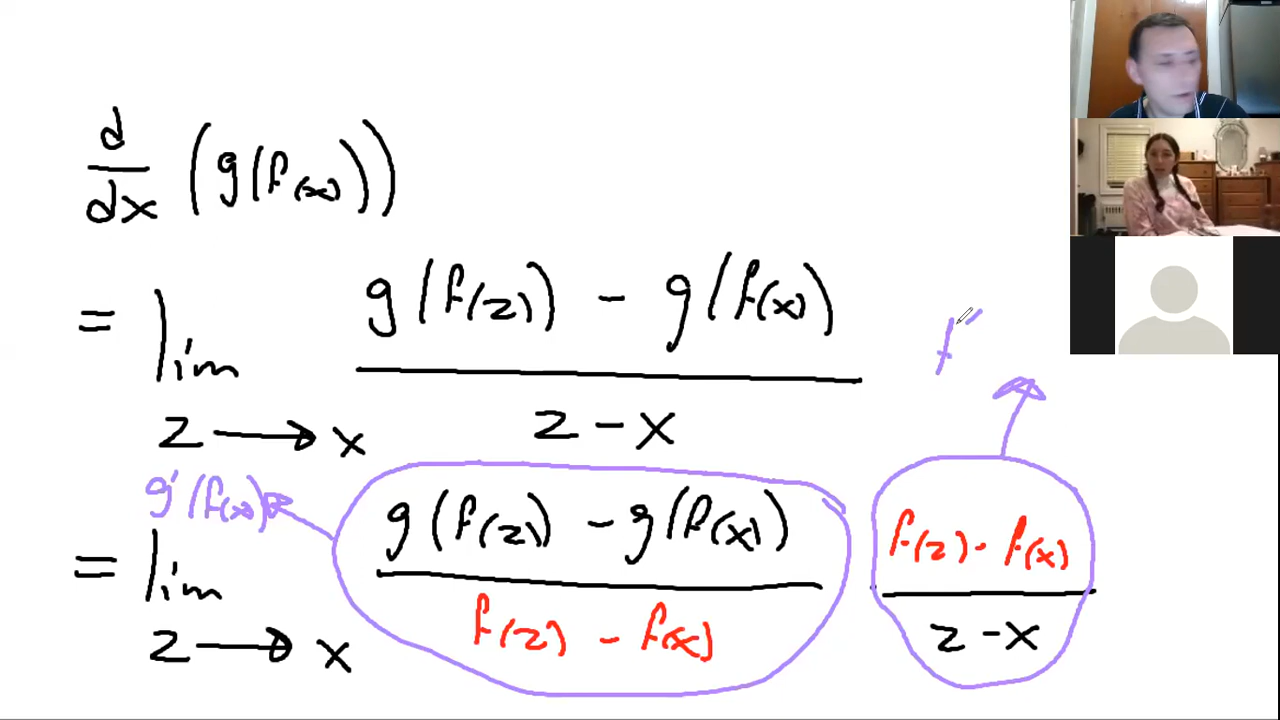 d
dx (g(f(x)))
= lim g(f(z)) - g(f(x))
z → x z - x
f'
g'(f(x))
= lim g(f(z)) - g(f(x)) f(z) - f(x)
z → x f(z) - f(x) z - x